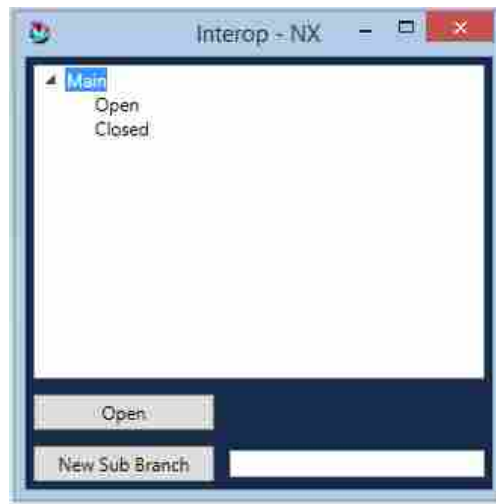 Interop - NX
Main
Open
Closed
Open
New Sub Branch